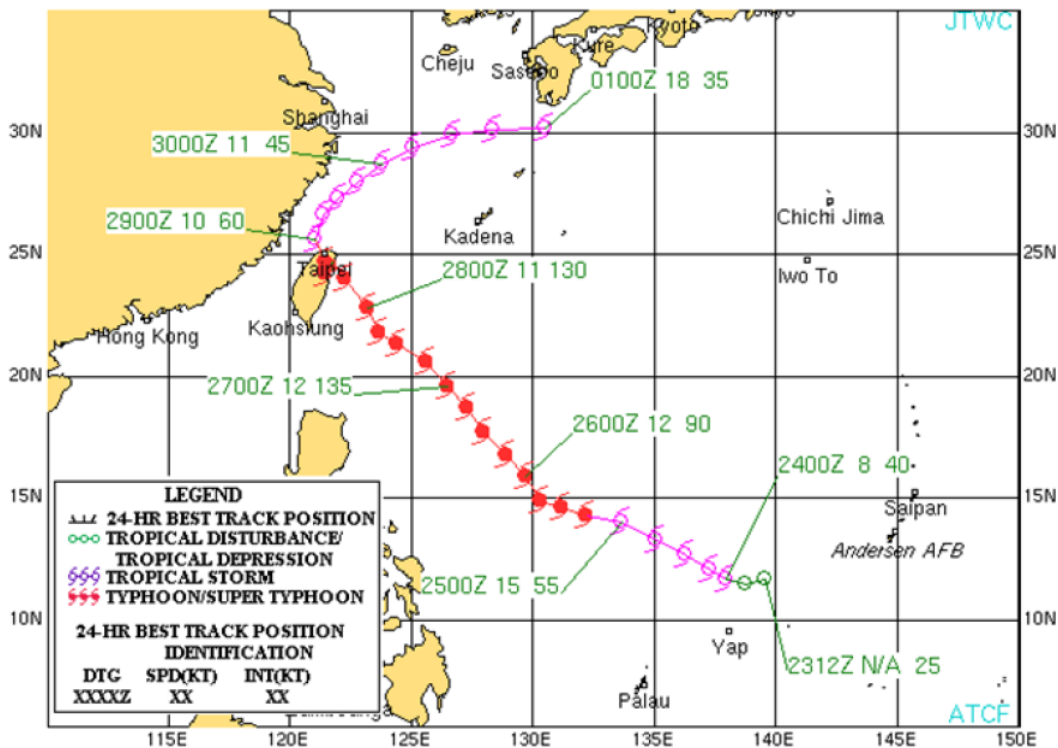 JTWC
Kyoto
Kure
Cheju
Sasebo
0100Z 18 35
Shanghai
30N
30N
3000Z 11 45
Chichi Jima
2900Z 10 60
Kadena
25N
25N
Taipei
2800Z 11 130
Iwo To
Kaohsiung
Hong Kong
20N
20N
2700Z 12 135
2600Z 12 90
2400Z 8 40
15N
15N
LEGEND
24-HR BEST TRACK POSITION
TROPICAL DISTURBANCE/
TROPICAL DEPRESSION
TROPICAL STORM
TYPHOON/SUPER TYPHOON
24-HR BEST TRACK POSITION
IDENTIFICATION
DTG SPD(KT) INT(KT)
XXXXZ XX XX
Saipan
Andersen AFB
2500Z 15 55
10N
10N
Yap
2312Z N/A 25
Palau
ATCF
115E 120E 125E 130E 135E 140E 145E 150E